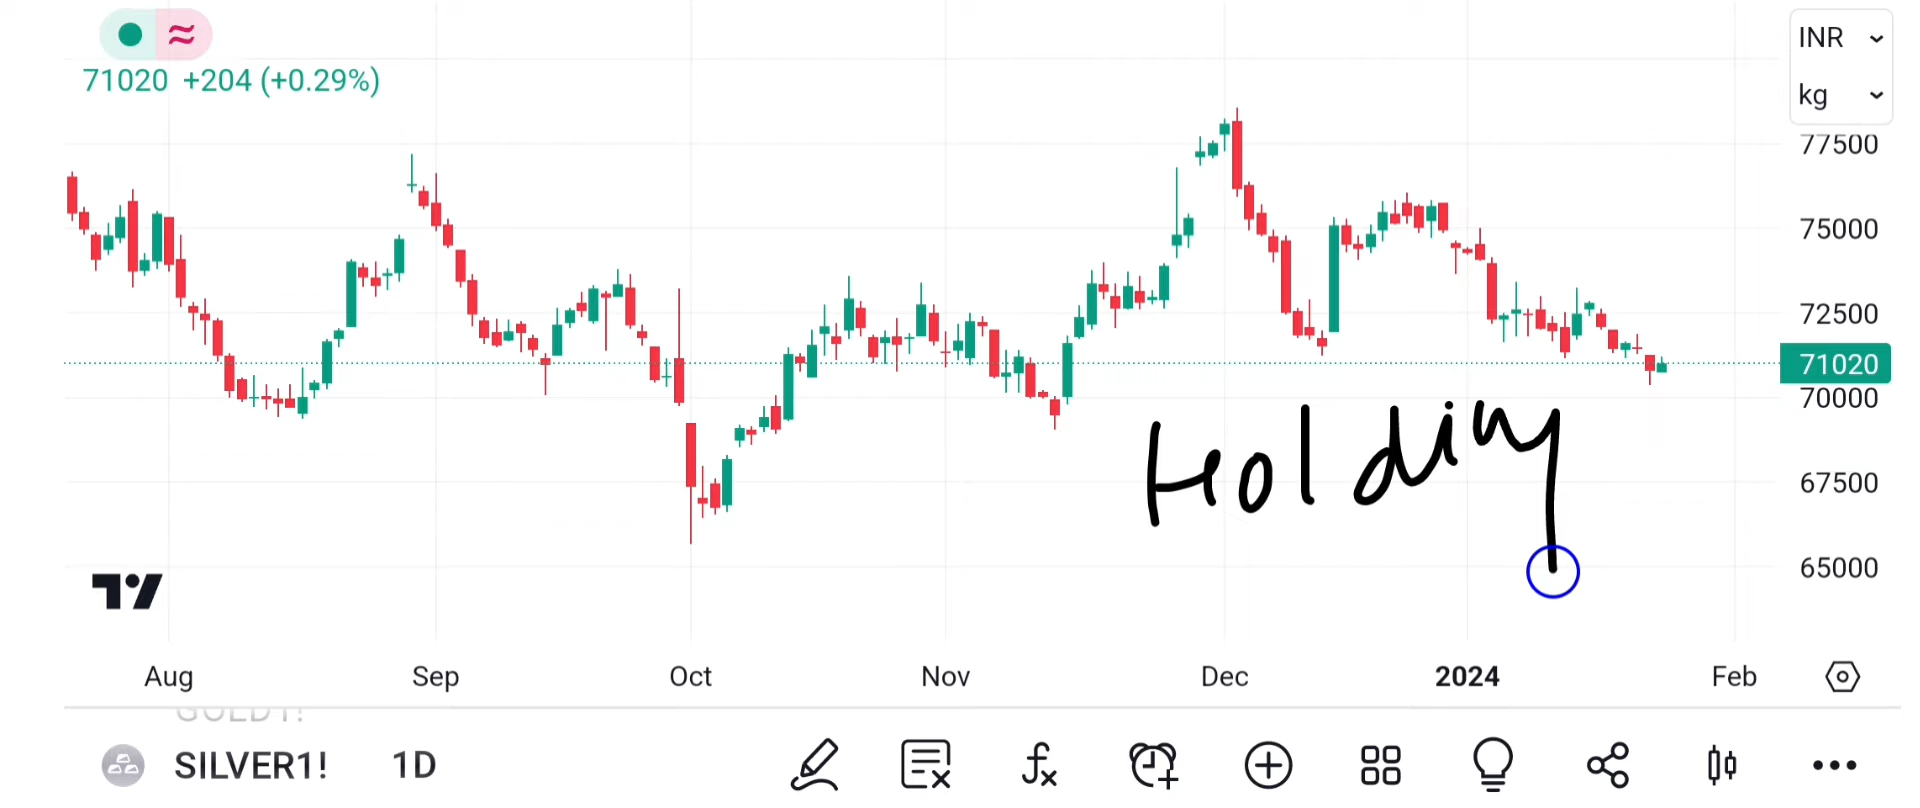 INR
71020 +204 (+0.29%)
kg
77500
75000
72500
71020
70000
Holding
67500
65000
Aug Sep Oct Nov Dec 2024 Feb
GOLD1!
SILVER1! 1D